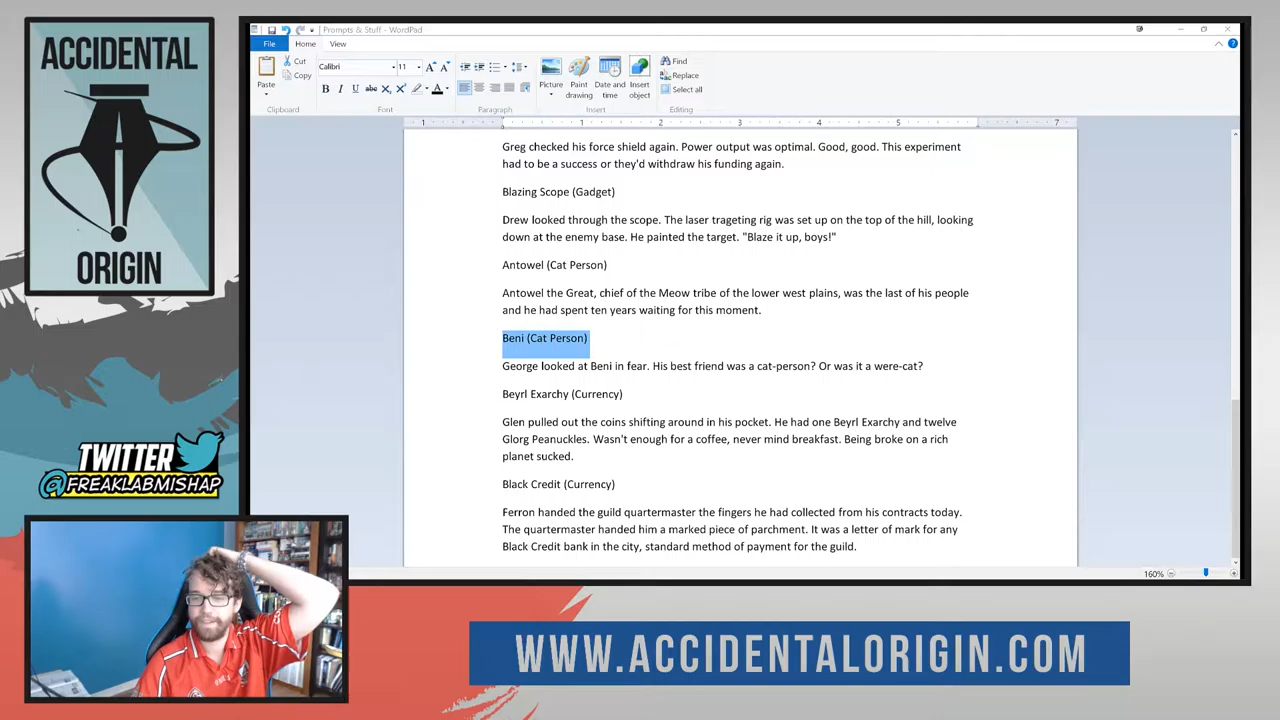 ACCIDENTAL
ORIGIN
TWITTER
@FREAKLABMISHAP
Prompts & Stuff - WordPad
File
Home
View
Paste
Cut
Copy
Clipboard
Calibri
11
Font
Paragraph
Picture
Paint drawing
Date and time
Insert object
Insert
Find
Replace
Select all
Editing
1 1 2 3 4 5 7
Greg checked his force shield again. Power output was optimal. Good, good. This experiment
had to be a success or they'd withdraw his funding again.
Blazing Scope (Gadget)
Drew looked through the scope. The laser trageting rig was set up on the top of the hill, looking
down at the enemy base. He painted the target. "Blaze it up, boys!"
Antowel (Cat Person)
Antowel the Great, chief of the Meow tribe of the lower west plains, was the last of his people
and he had spent ten years waiting for this moment.
Beni (Cat Person)
George looked at Beni in fear. His best friend was a cat-person? Or was it a were-cat?
Beyrl Exarchy (Currency)
Glen pulled out the coins shifting around in his pocket. He had one Beyrl Exarchy and twelve
Glorg Peanuckles. Wasn't enough for a coffee, never mind breakfast. Being broke on a rich
planet sucked.
Black Credit (Currency)
Ferron handed the guild quartermaster the fingers he had collected from his contracts today.
The quartermaster handed him a marked piece of parchment. It was a letter of mark for any
Black Credit bank in the city, standard method of payment for the guild.
160%
WWW.ACCIDENTALORIGIN.COM